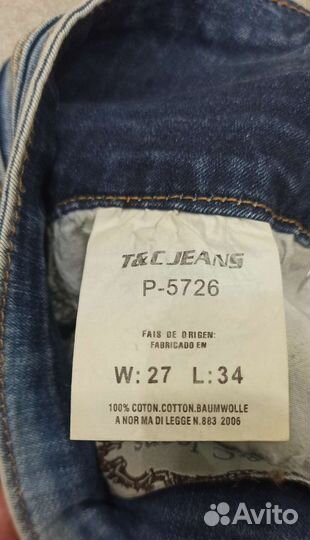 T&C JEANS
P-5726
FAIS DE ORIGEN:
FABRICADO EN
W: 27 L: 34
100% COTON.COTTON.BAUMWOLLE
A NOR MA DI LEGGE N.883 2006
Avito